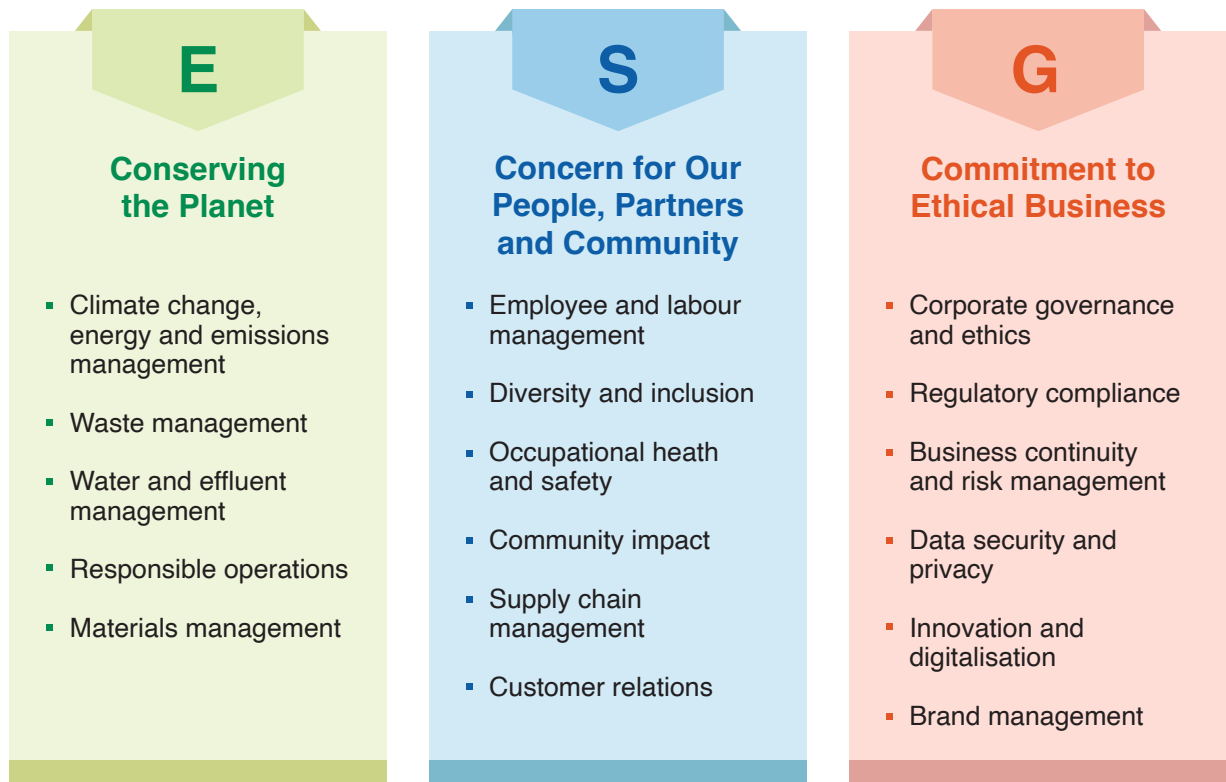 E
Conserving
the Planet
▪ Climate change,
energy and emissions
management
▪ Waste management
▪ Water and effluent
management
▪ Responsible operations
▪ Materials management
S
Concern for Our
People, Partners
and Community
▪ Employee and labour
management
▪ Diversity and inclusion
▪ Occupational heath
and safety
▪ Community impact
▪ Supply chain
management
▪ Customer relations
G
Commitment to
Ethical Business
▪ Corporate governance
and ethics
▪ Regulatory compliance
▪ Business continuity
and risk management
▪ Data security and
privacy
▪ Innovation and
digitalisation
▪ Brand management